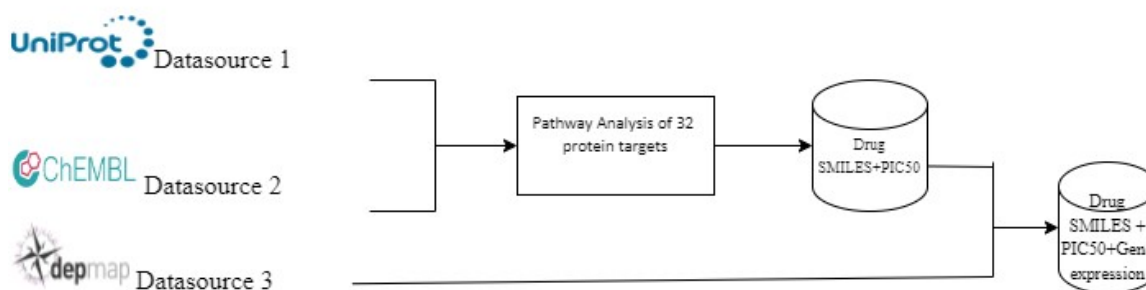 UniProt Datasource 1
Pathway Analysis of 32
protein targets
Drug
SMILES+PIC50
ChEMBL Datasource 2
Drug
SMILES +
PIC50+Gen
expression
depmap Datasource 3